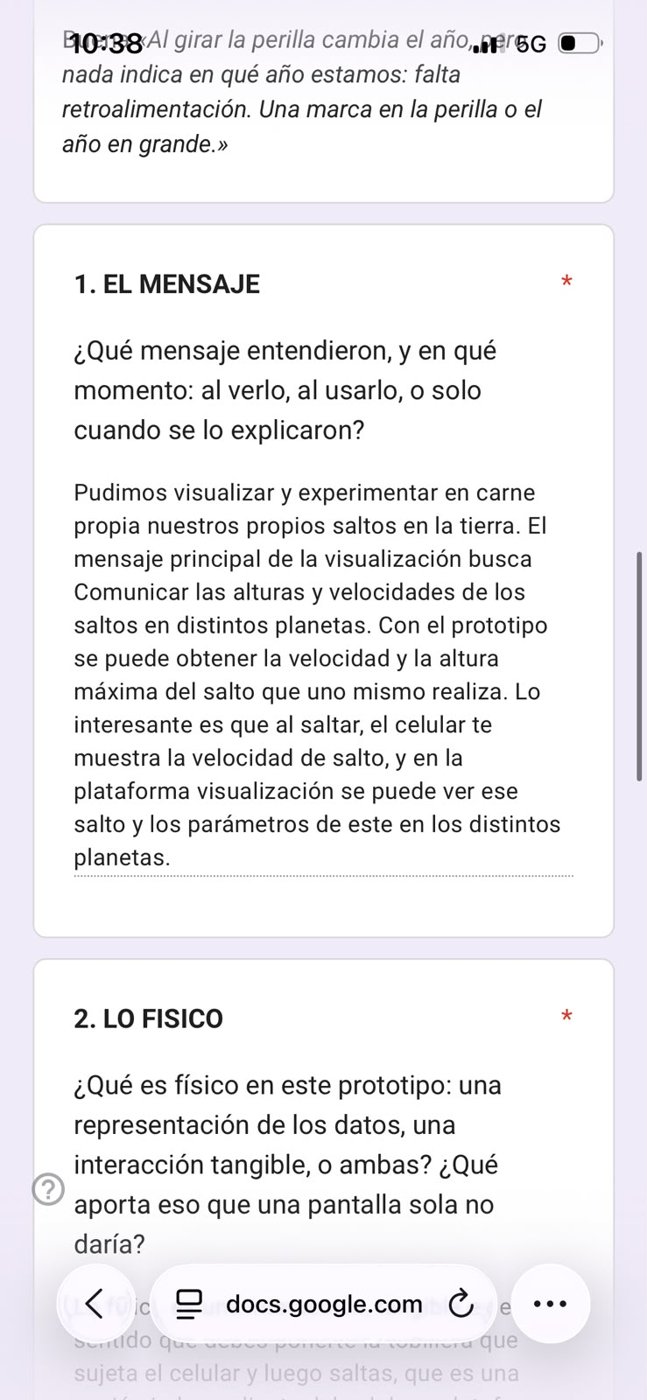 10:38
5G
«Al girar la perilla cambia el año, pero
nada indica en qué año estamos: falta
retroalimentación. Una marca en la perilla o el
año en grande.»
1. EL MENSAJE *
¿Qué mensaje entendieron, y en qué
momento: al verlo, al usarlo, o solo
cuando se lo explicaron?
Pudimos visualizar y experimentar en carne
propia nuestros propios saltos en la tierra. El
mensaje principal de la visualización busca
Comunicar las alturas y velocidades de los
saltos en distintos planetas. Con el prototipo
se puede obtener la velocidad y la altura
máxima del salto que uno mismo realiza. Lo
interesante es que al saltar, el celular te
muestra la velocidad de salto, y en la
plataforma visualización se puede ver ese
salto y los parámetros de este en los distintos
planetas.
2. LO FISICO *
¿Qué es físico en este prototipo: una
representación de los datos, una
interacción tangible, o ambas? ¿Qué
aporta eso que una pantalla sola no
daría?
?
docs.google.com
sentido que debes ponerte la tobillera que
sujeta el celular y luego saltas, que es una